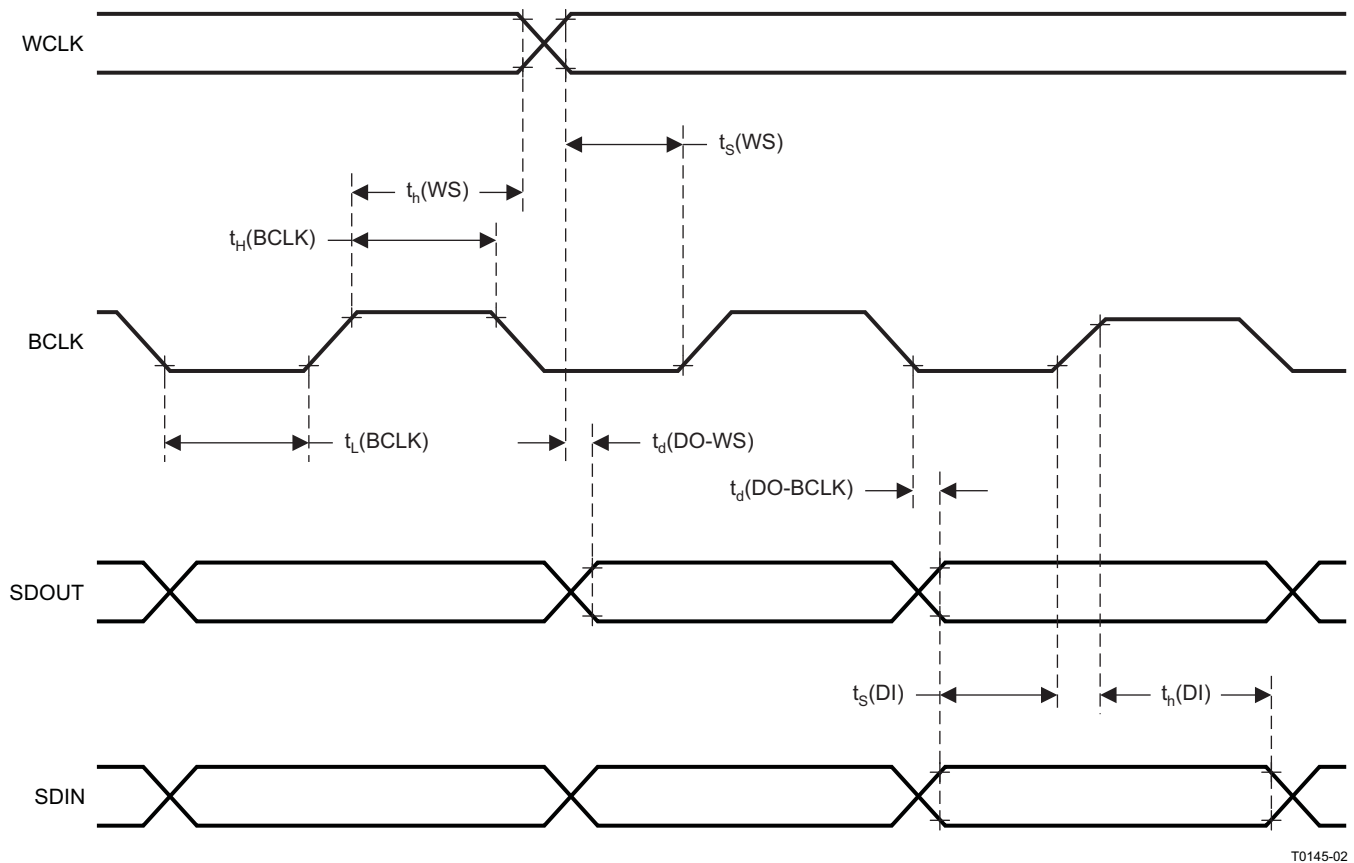 WCLK
tS(WS)
th(WS)
tH(BCLK)
BCLK
tL(BCLK)
td(DO-WS)
td(DO-BCLK)
SDOUT
tS(DI)
th(DI)
SDIN
T0145-02